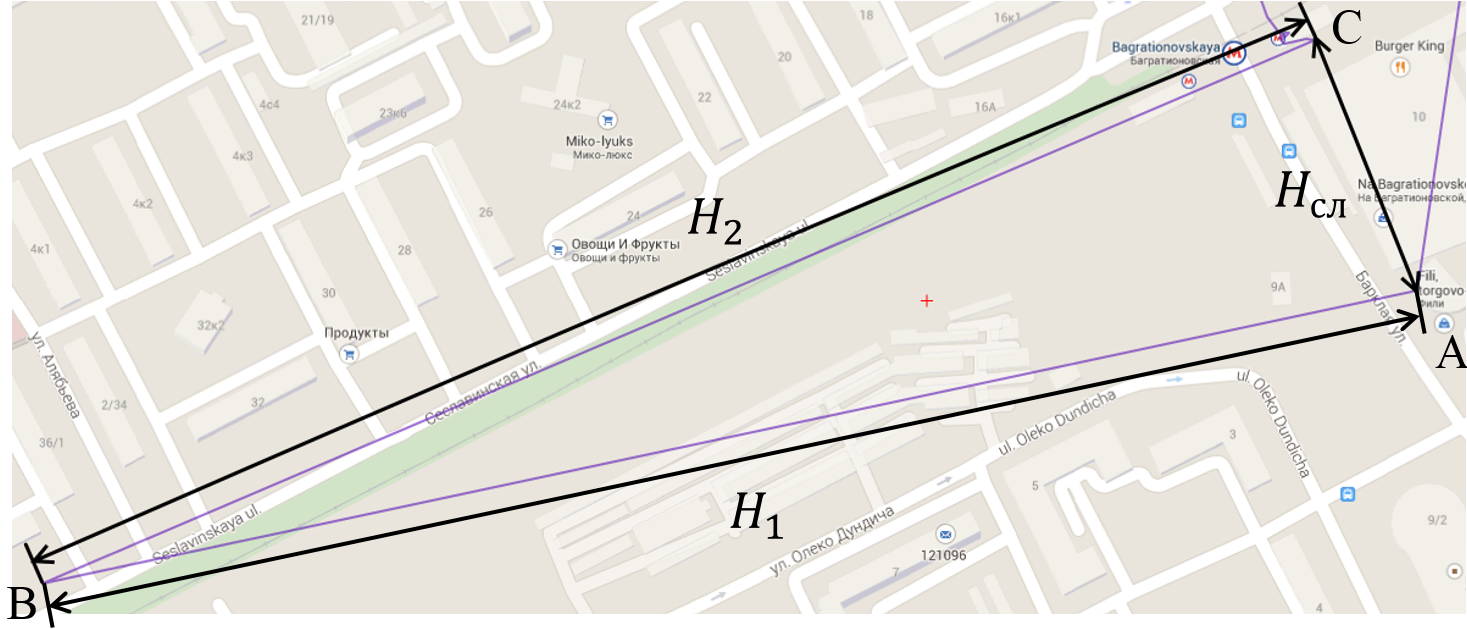 21/19
18
16к1
C
Bagrationovskaya
Багратионовская
Burger King
20
4с4
23к6
24к2
22
16А
10
Miko-lyuks
Мико-люкс
4к3
H₂
Hсл
Na Bagrationovsko
На Багратионовской,
4к2
26
24
Овощи И Фрукты
Овощи и фрукты
Seslavinskaya ul.
4к1
28
30
9А
Fili,
torgovo-
Фили
Барклая ул.
32к2
Продукты
A
ул. Алябьева
2/34
32
Сеславинская ул.
ul. Oleko Dundicha
ul. Oleko Dundicha
36/1
3
5
H₁
Seslavinskaya ul.
ул. Олеко Дундича
121096
7
9/2
B
4